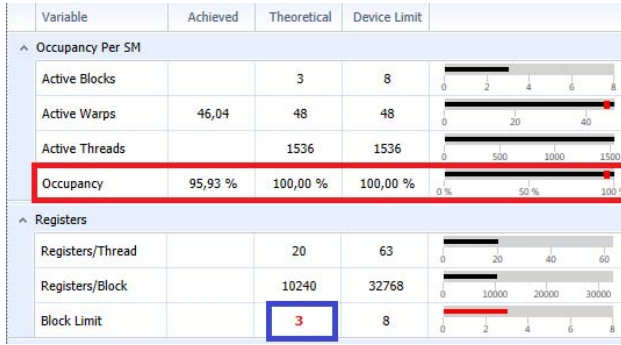 Variable Achieved Theoretical Device Limit
Occupancy Per SM
Active Blocks 3 8
0 2 4 6 8
Active Warps 46,04 48 48
0 20 40
Active Threads 1536 1536
0 500 1000 1500
Occupancy 95,93 % 100,00 % 100,00 %
0 % 50 % 100 %
Registers
Registers/Thread 20 63
0 20 40 60
Registers/Block 10240 32768
0 10000 20000 30000
Block Limit 3 8
0 2 4 6 8